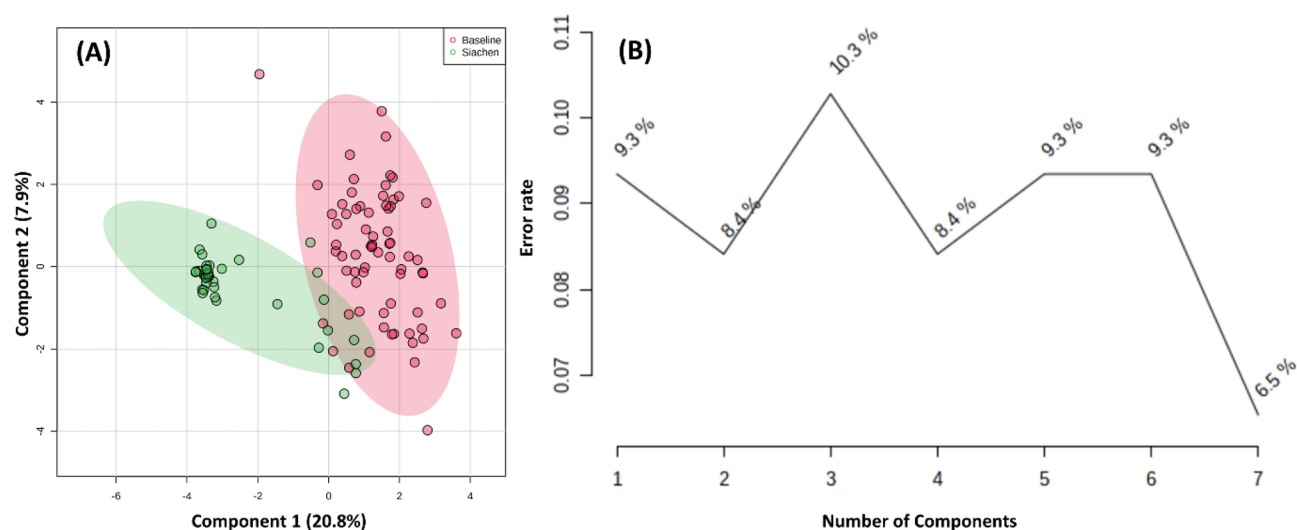 (A)
Baseline
Siachen
4
2
0
-2
-4
Component 2 (7.9%)
-6 -4 -2 0 2 4
Component 1 (20.8%)
(B)
0.11
0.10
0.09
0.08
0.07
Error rate
9.3 %
8.4 %
10.3 %
8.4 %
9.3 %
9.3 %
6.5 %
1 2 3 4 5 6 7
Number of Components